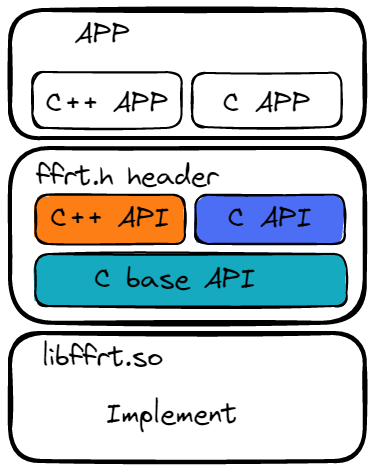 APP
C++ APP
C APP
ffrt.h header
C++ API
C API
C base API
libffrt.so
Implement